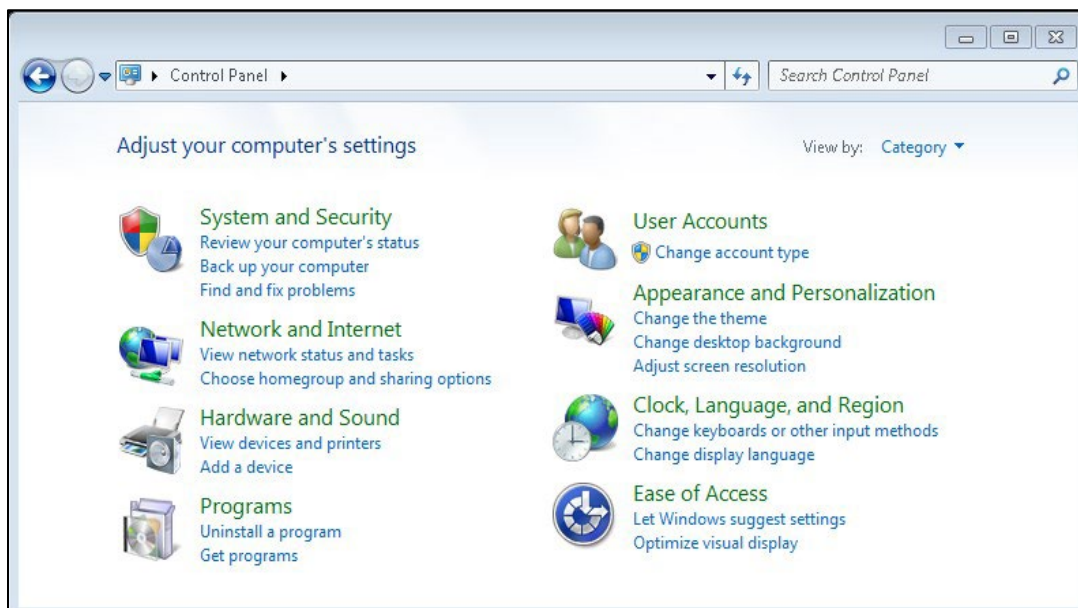 Control Panel
Search Control Panel
Adjust your computer's settings
View by: Category
System and Security
Review your computer's status
Back up your computer
Find and fix problems
Network and Internet
View network status and tasks
Choose homegroup and sharing options
Hardware and Sound
View devices and printers
Add a device
Programs
Uninstall a program
Get programs
User Accounts
Change account type
Appearance and Personalization
Change the theme
Change desktop background
Adjust screen resolution
Clock, Language, and Region
Change keyboards or other input methods
Change display language
Ease of Access
Let Windows suggest settings
Optimize visual display